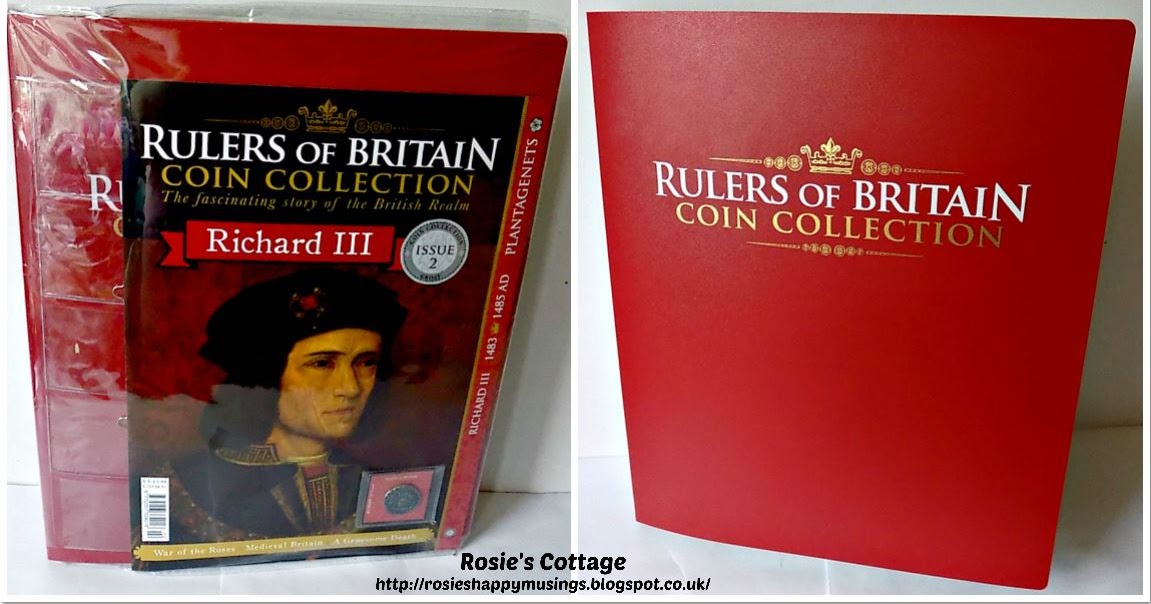 RULERS OF BRITAIN
COIN COLLECTION
The fascinating story of the British Realm
Richard III
COIN COLLECTION
ISSUE
2
RICHARD III 1483 1485 AD PLANTAGENETS
War of the Roses Medieval Britain A Gruesome Death
RULERS OF BRITAIN
COIN COLLECTION
Rosie's Cottage
http://rosieshappymusings.blogspot.co.uk/